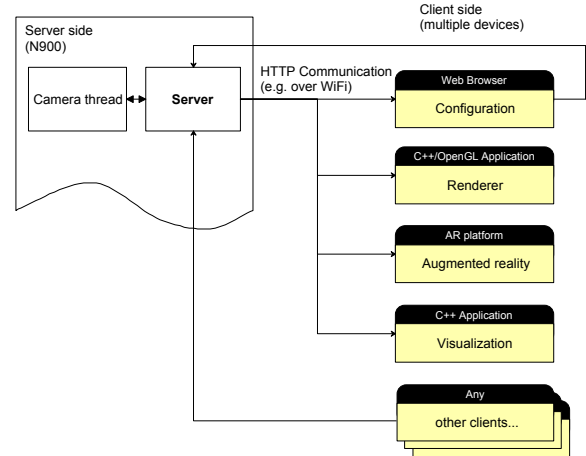 Client side
(multiple devices)
Server side
(N900)
Camera thread
Server
HTTP Communication
(e.g. over WiFi)
Web Browser
Configuration
C++/OpenGL Application
Renderer
AR platform
Augmented reality
C++ Application
Visualization
Any
other clients...